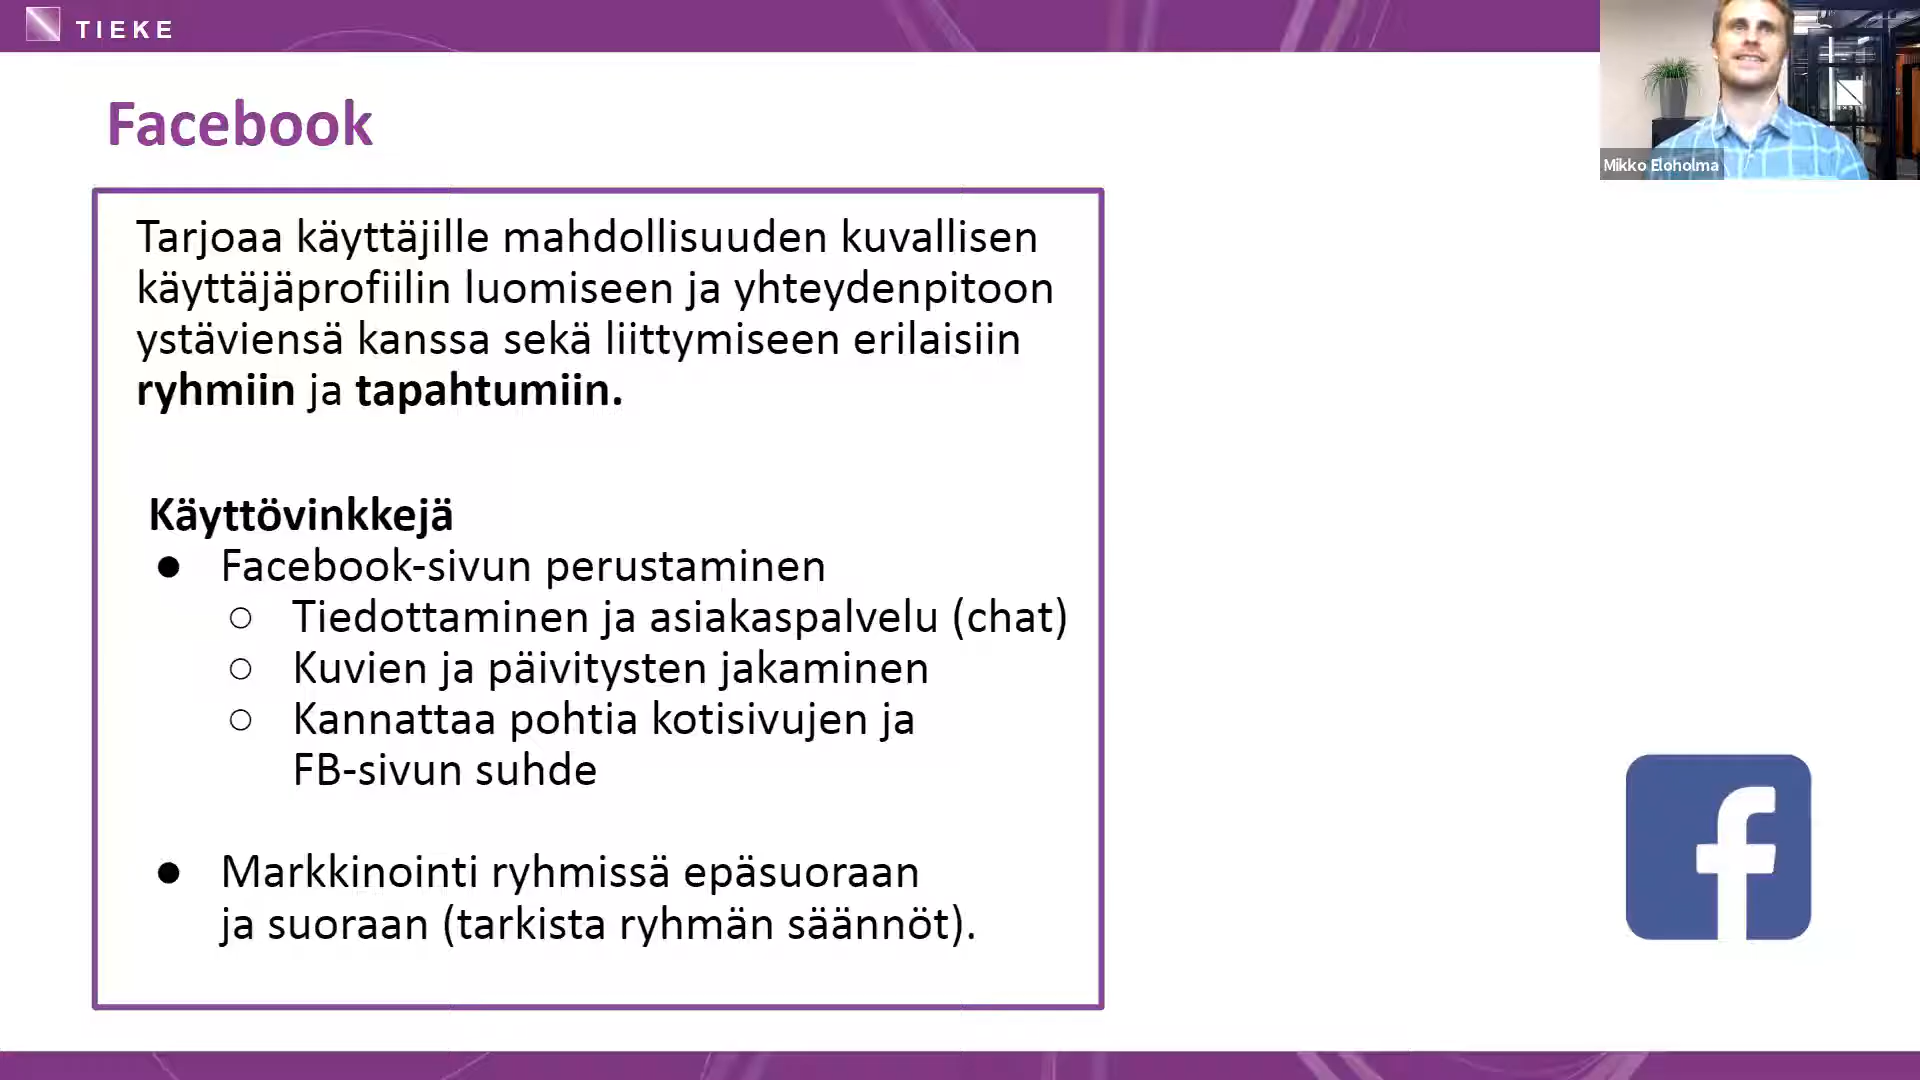 TIEKE
Facebook
Mikko Eloholma
Tarjoaa käyttäjille mahdollisuuden kuvallisen
käyttäjäprofiilin luomiseen ja yhteydenpitoon
ystäviensä kanssa sekä liittymiseen erilaisiin
ryhmiin ja tapahtumiin.
Käyttövinkkejä
● Facebook-sivun perustaminen
○ Tiedottaminen ja asiakaspalvelu (chat)
○ Kuvien ja päivitysten jakaminen
○ Kannattaa pohtia kotisivujen ja
FB-sivun suhde
● Markkinointi ryhmissä epäsuoraan
ja suoraan (tarkista ryhmän säännöt).